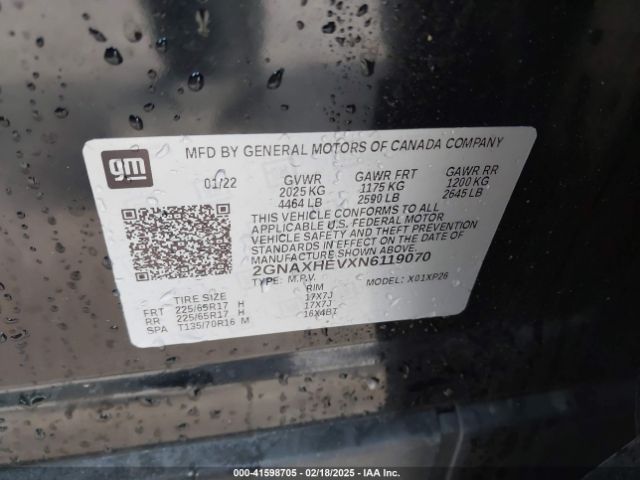 gm
MFD BY GENERAL MOTORS OF CANADA COMPANY
01/22 GVWR GAWR FRT GAWR RR
2025 KG 1175 KG 1200 KG
4464 LB 2590 LB 2645 LB
THIS VEHICLE CONFORMS TO ALL
APPLICABLE U.S. FEDERAL MOTOR
VEHICLE SAFETY AND THEFT PREVENTION
STANDARDS IN EFFECT ON THE DATE OF
MANUFACTURE SHOWN ABOVE.
2GNAXHEVXN6119070
TYPE: M.P.V. MODEL: X01XP26
TIRE SIZE RIM
FRT 225/65R17 H 17X7J
RR 225/65R17 H 17X7J
SPA T135/70R16 M 16X4BT
000-41598705 — 02/18/2025 — IAA Inc.